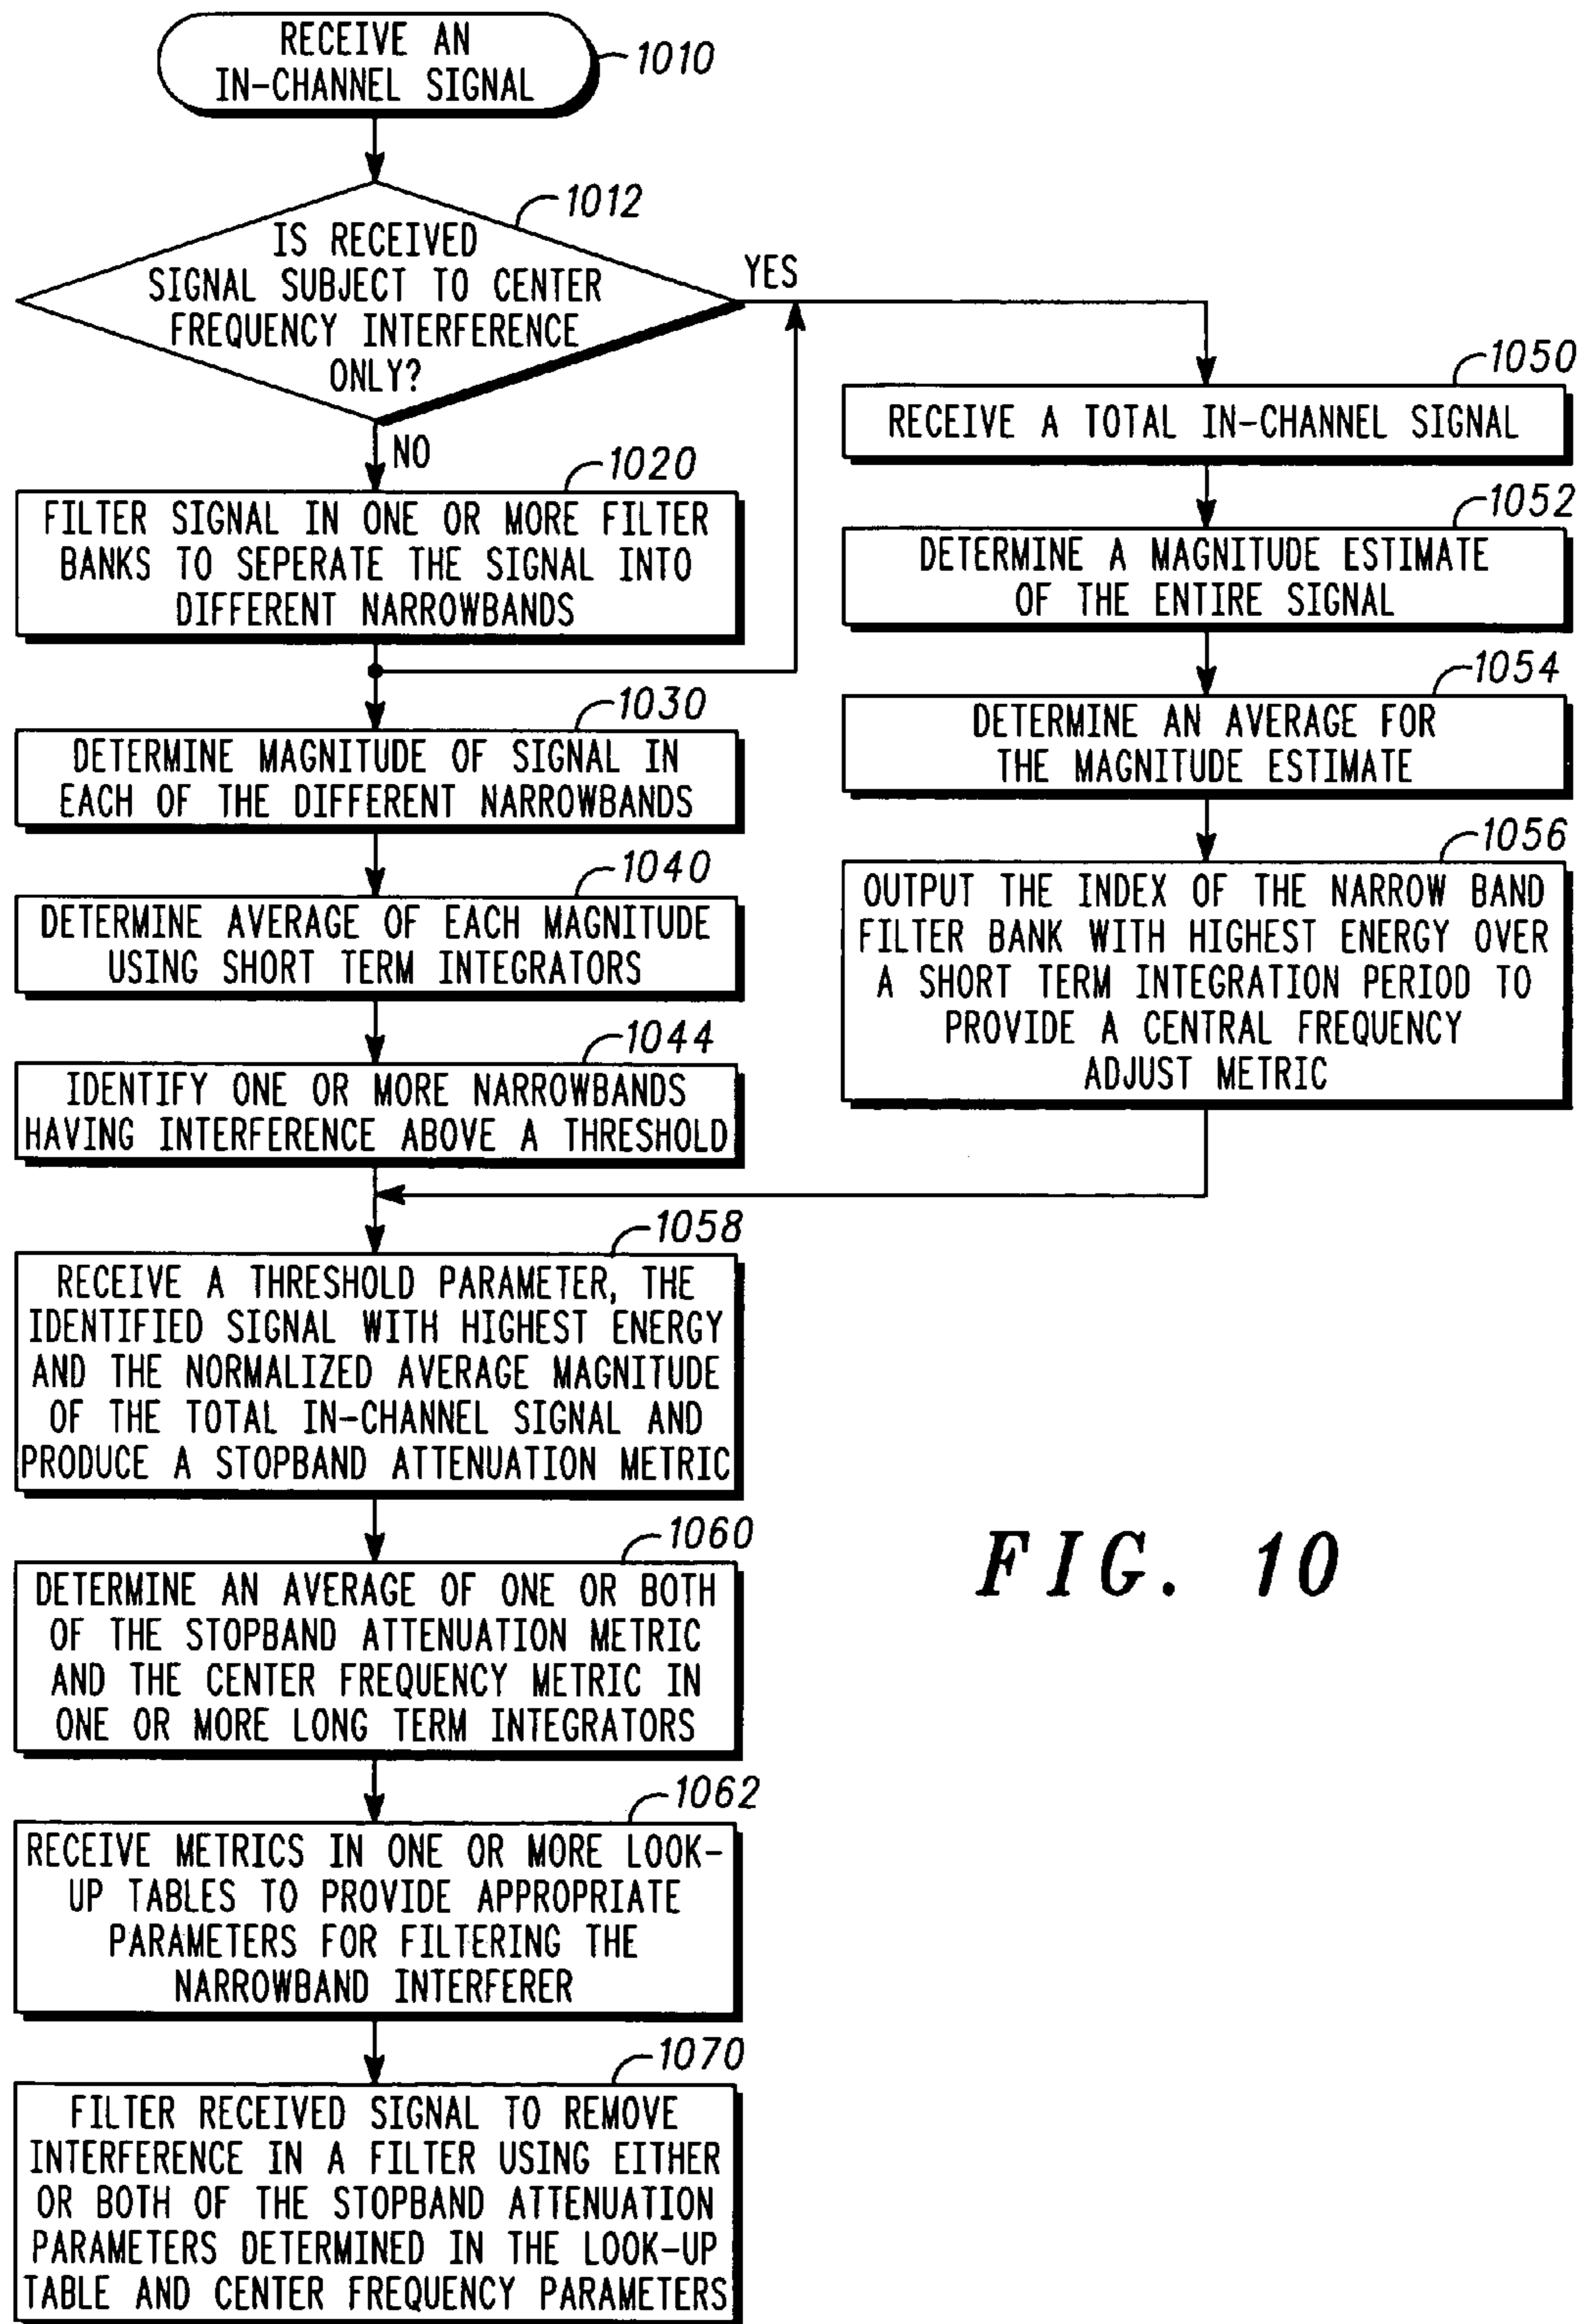 RECEIVE AN
IN-CHANNEL SIGNAL
1010
1012
IS RECEIVED
SIGNAL SUBJECT TO CENTER
FREQUENCY INTERFERENCE
ONLY?
YES
NO
1020
FILTER SIGNAL IN ONE OR MORE FILTER
BANKS TO SEPERATE THE SIGNAL INTO
DIFFERENT NARROWBANDS
1030
DETERMINE MAGNITUDE OF SIGNAL IN
EACH OF THE DIFFERENT NARROWBANDS
1040
DETERMINE AVERAGE OF EACH MAGNITUDE
USING SHORT TERM INTEGRATORS
1044
IDENTIFY ONE OR MORE NARROWBANDS
HAVING INTERFERENCE ABOVE A THRESHOLD
1050
RECEIVE A TOTAL IN-CHANNEL SIGNAL
1052
DETERMINE A MAGNITUDE ESTIMATE
OF THE ENTIRE SIGNAL
1054
DETERMINE AN AVERAGE FOR
THE MAGNITUDE ESTIMATE
1056
OUTPUT THE INDEX OF THE NARROW BAND
FILTER BANK WITH HIGHEST ENERGY OVER
A SHORT TERM INTEGRATION PERIOD TO
PROVIDE A CENTRAL FREQUENCY
ADJUST METRIC
1058
RECEIVE A THRESHOLD PARAMETER, THE
IDENTIFIED SIGNAL WITH HIGHEST ENERGY
AND THE NORMALIZED AVERAGE MAGNITUDE
OF THE TOTAL IN-CHANNEL SIGNAL AND
PRODUCE A STOPBAND ATTENUATION METRIC
1060
DETERMINE AN AVERAGE OF ONE OR BOTH
OF THE STOPBAND ATTENUATION METRIC
AND THE CENTER FREQUENCY METRIC IN
ONE OR MORE LONG TERM INTEGRATORS
1062
RECEIVE METRICS IN ONE OR MORE LOOK-
UP TABLES TO PROVIDE APPROPRIATE
PARAMETERS FOR FILTERING THE
NARROWBAND INTERFERER
1070
FILTER RECEIVED SIGNAL TO REMOVE
INTERFERENCE IN A FILTER USING EITHER
OR BOTH OF THE STOPBAND ATTENUATION
PARAMETERS DETERMINED IN THE LOOK-UP
TABLE AND CENTER FREQUENCY PARAMETERS
FIG. 10